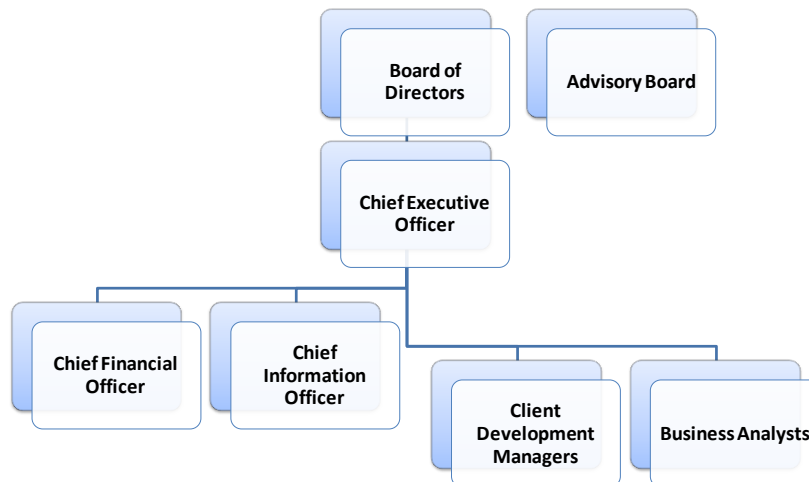 Board of
Directors
Advisory Board
Chief Executive
Officer
Chief Financial
Officer
Chief
Information
Officer
Client
Development
Managers
Business Analysts